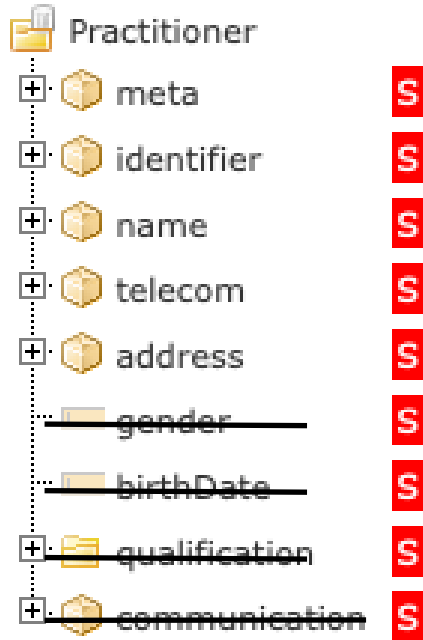 Practitioner
meta S
identifier S
name S
telecom S
address S
gender S
birthDate S
qualification S
communication S